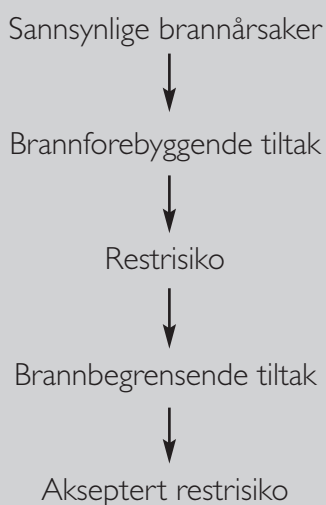 Sannsynlige brannårsaker
Brannforebyggende tiltak
Restrisiko
Brannbegrensende tiltak
Akseptert restrisiko